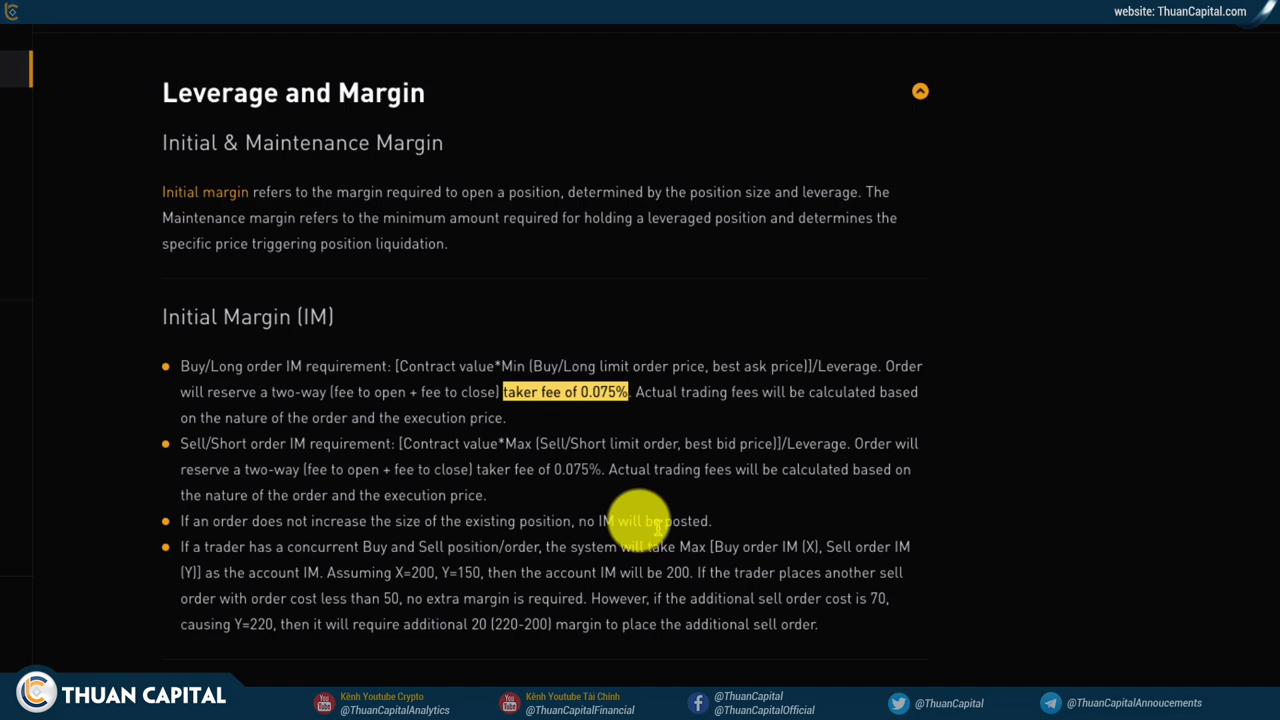 website: ThuanCapital.com
Leverage and Margin
Initial & Maintenance Margin
Initial margin refers to the margin required to open a position, determined by the position size and leverage. The
Maintenance margin refers to the minimum amount required for holding a leveraged position and determines the
specific price triggering position liquidation.
Initial Margin (IM)
Buy/Long order IM requirement: [Contract value*Min (Buy/Long limit order price, best ask price)]/Leverage. Order
will reserve a two-way (fee to open + fee to close) taker fee of 0.075%. Actual trading fees will be calculated based
on the nature of the order and the execution price.
Sell/Short order IM requirement: [Contract value*Max (Sell/Short limit order, best bid price)]/Leverage. Order will
reserve a two-way (fee to open + fee to close) taker fee of 0.075%. Actual trading fees will be calculated based on
the nature of the order and the execution price.
If an order does not increase the size of the existing position, no IM will be posted.
If a trader has a concurrent Buy and Sell position/order, the system will take Max [Buy order IM (X), Sell order IM
(Y)] as the account IM. Assuming X=200, Y=150, then the account IM will be 200. If the trader places another sell
order with order cost less than 50, no extra margin is required. However, if the additional sell order cost is 70,
causing Y=220, then it will require additional 20 (220-200) margin to place the additional sell order.
THUAN CAPITAL
Kênh Youtube Crypto
@ThuanCapitalAnalytics
Kênh Youtube Tài Chính
@ThuanCapitalFinancial
@ThuanCapital
@ThuanCapitalOfficial
@ThuanCapital
@ThuanCapitalAnnoucements